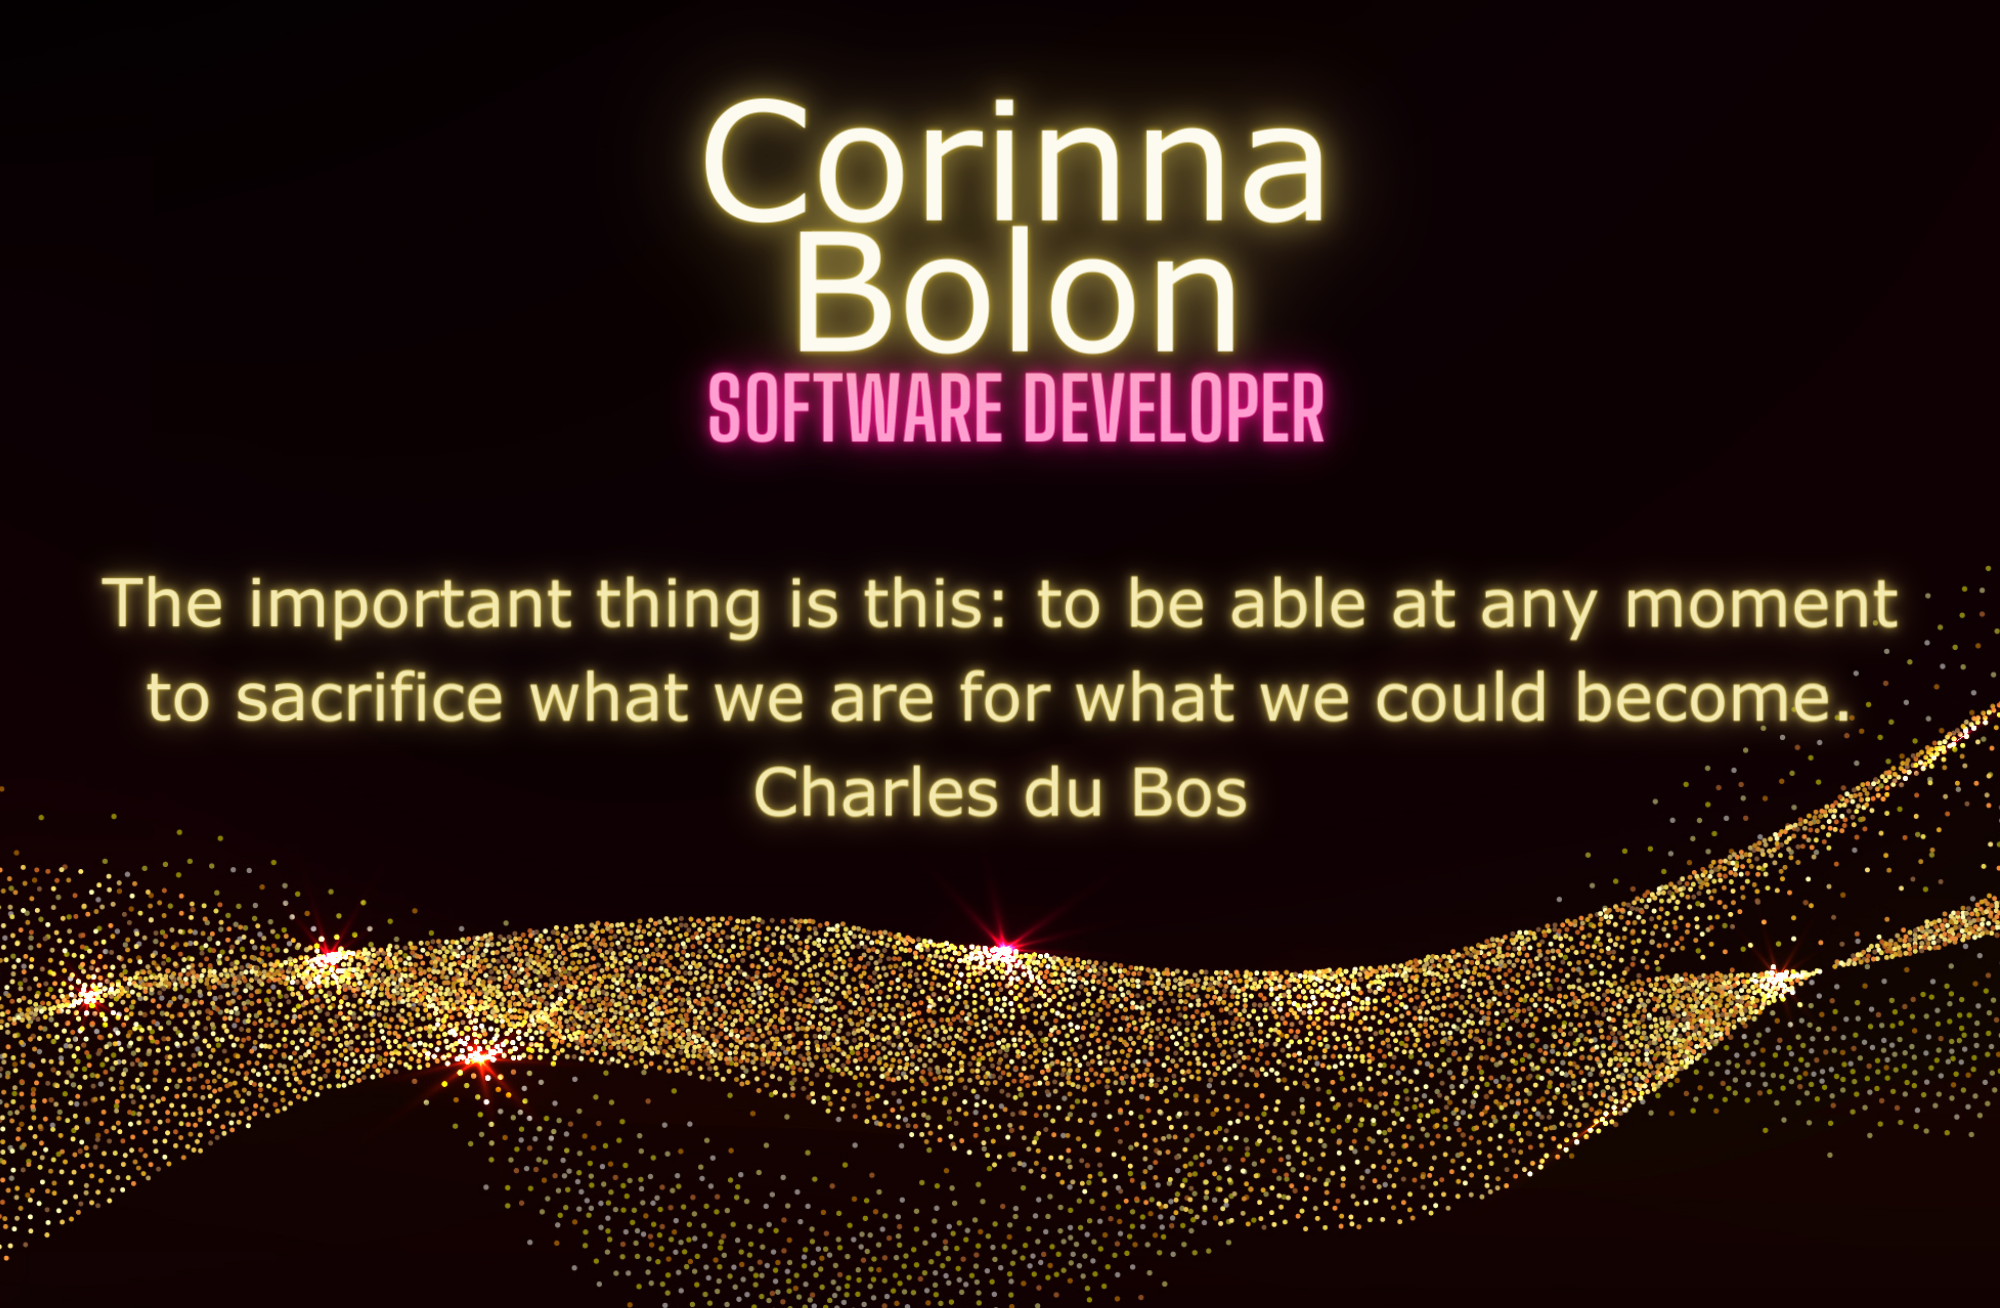 Corinna
Bolon
SOFTWARE DEVELOPER
The important thing is this: to be able at any moment
to sacrifice what we are for what we could become.
Charles du Bos